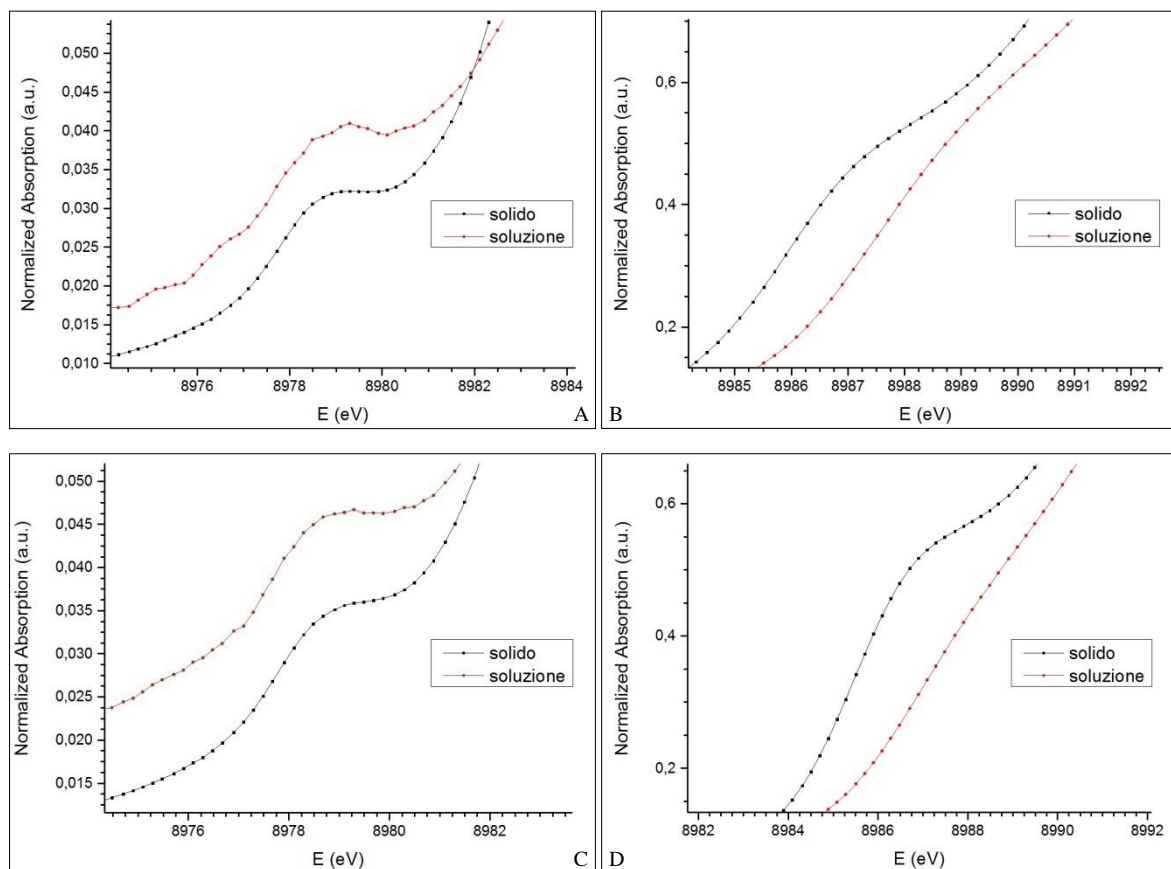 0,050
0,045
0,040
0,035
0,030
0,025
0,020
0,015
0,010
Normalized Absorption (a.u.)
solido
soluzione
8976 8978 8980 8982 8984
E (eV)
A
0,6
0,4
0,2
Normalized Absorption (a.u.)
solido
soluzione
8985 8986 8987 8988 8989 8990 8991 8992
E (eV)
B
0,050
0,045
0,040
0,035
0,030
0,025
0,020
0,015
Normalized Absorption (a.u.)
solido
soluzione
8976 8978 8980 8982
E (eV)
C
0,6
0,4
0,2
Normalized Absorption (a.u.)
solido
soluzione
8982 8984 8986 8988 8990 8992
E (eV)
D